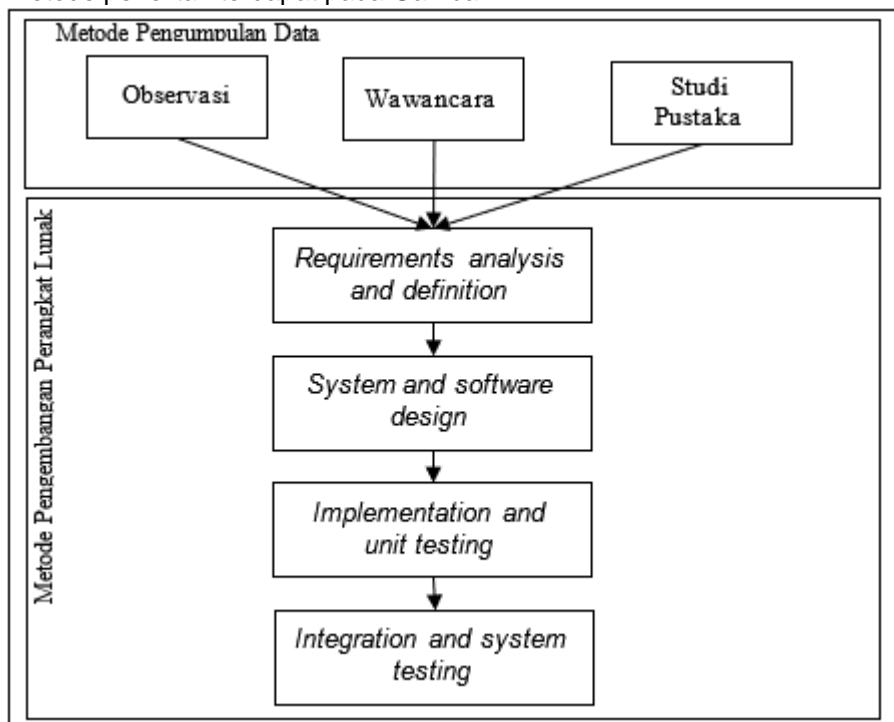 Metode Pengumpulan Data
Observasi
Wawancara
Studi
Pustaka
Metode Pengembangan Perangkat Lunak
Requirements analysis
and definition
System and software
design
Implementation and
unit testing
Integration and system
testing